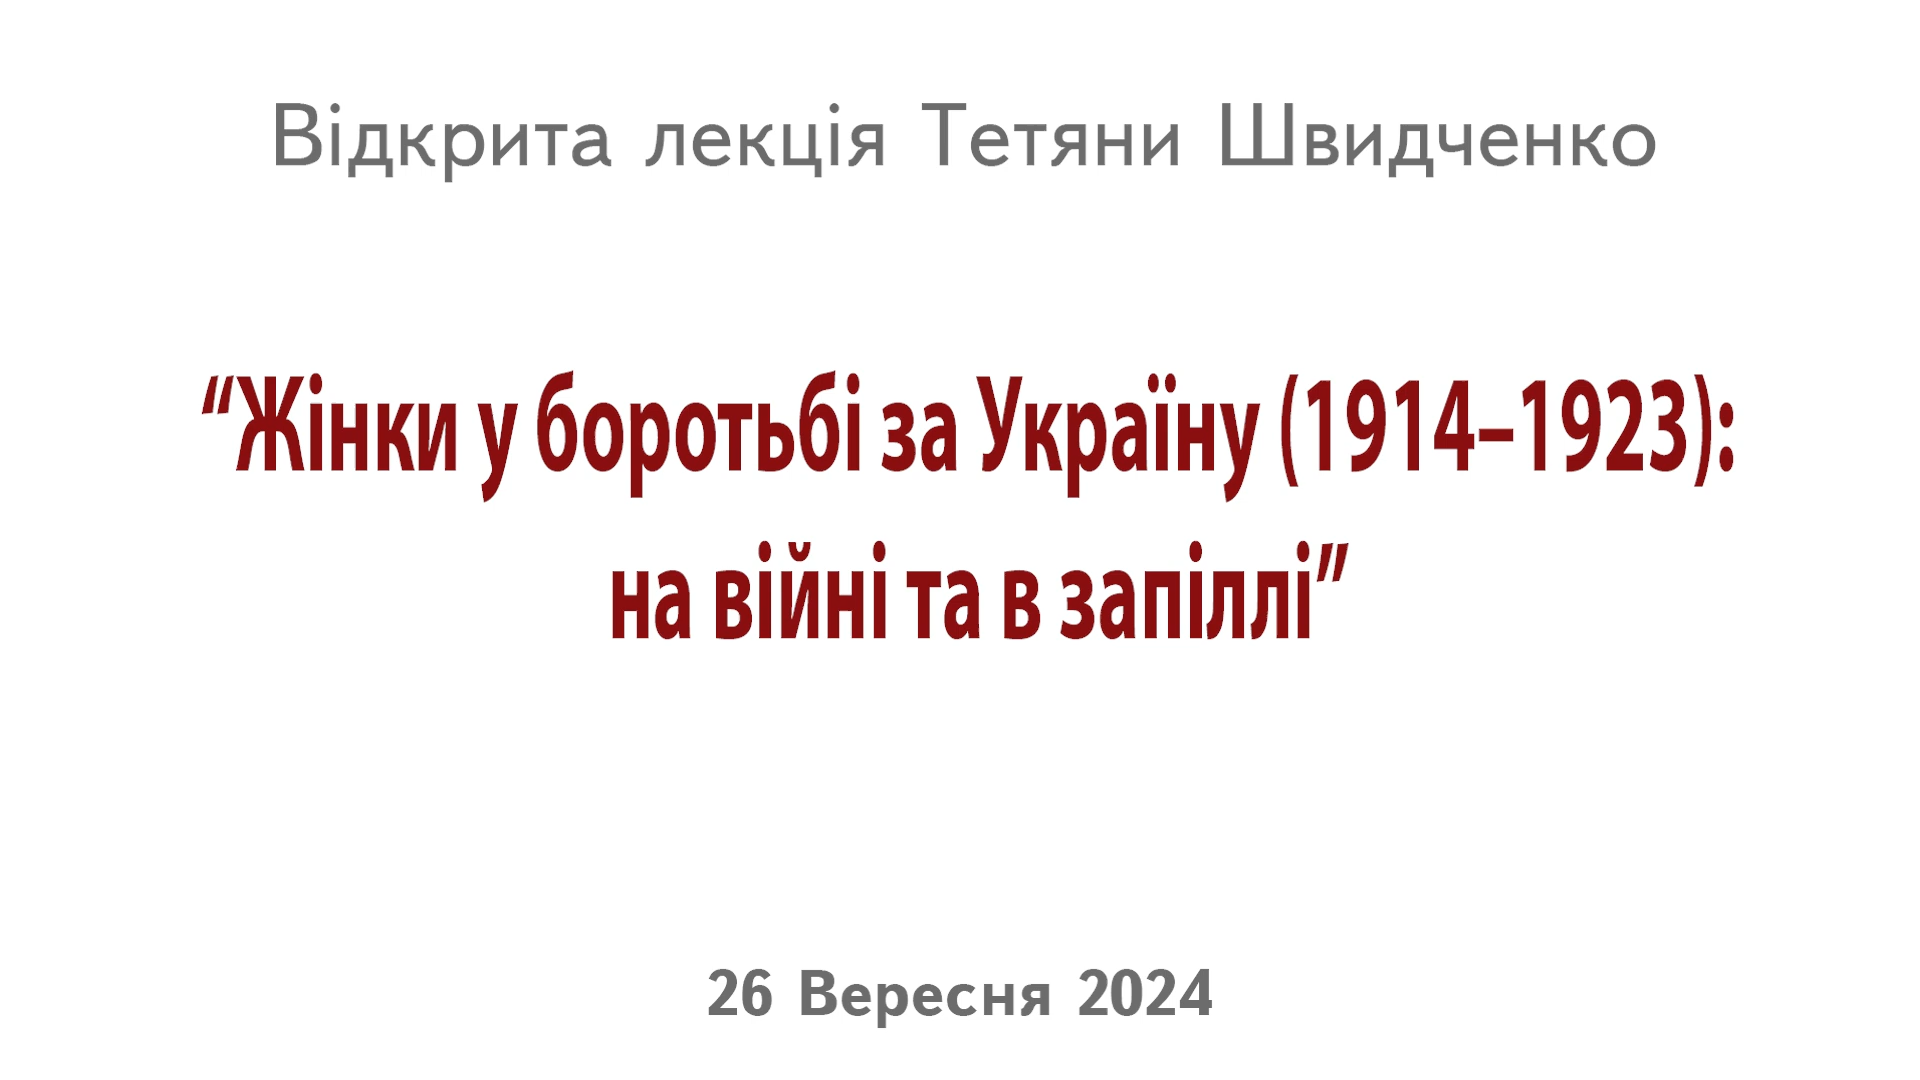 Відкрита лекція Тетяни Швидченко
“Жінки у боротьбі за Україну (1914–1923):
на війні та в запіллі”
26 Вересня 2024